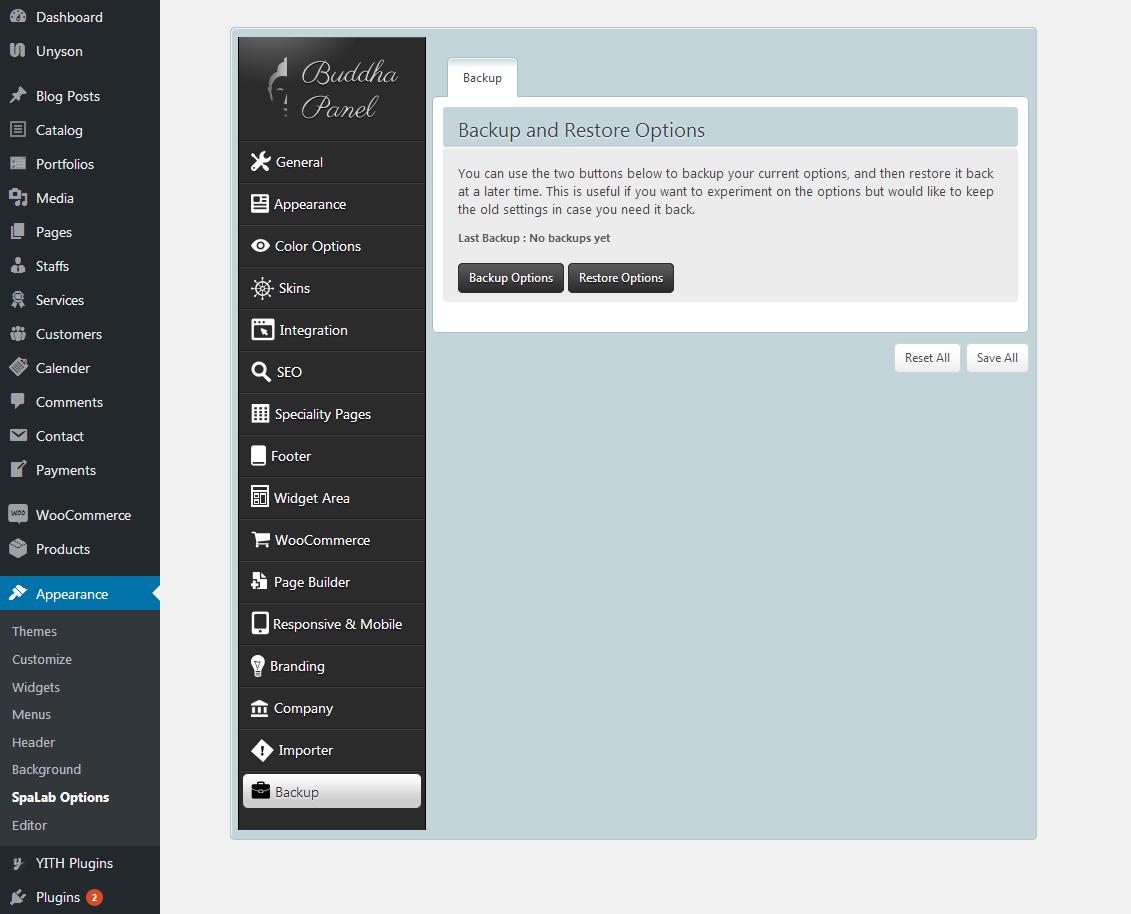 Dashboard
Unyson
Blog Posts
Catalog
Portfolios
Media
Pages
Staffs
Services
Customers
Calender
Comments
Contact
Payments
WooCommerce
Products
Appearance
Themes
Customize
Widgets
Menus
Header
Background
SpaLab Options
Editor
YITH Plugins
Plugins 2
Buddha
Panel
General
Appearance
Color Options
Skins
Integration
SEO
Speciality Pages
Footer
Widget Area
WooCommerce
Page Builder
Responsive & Mobile
Branding
Company
Importer
Backup
Backup
Backup and Restore Options
You can use the two buttons below to backup your current options, and then restore it back
at a later time. This is useful if you want to experiment on the options but would like to keep
the old settings in case you need it back.
Last Backup : No backups yet
Backup Options Restore Options
Reset All Save All